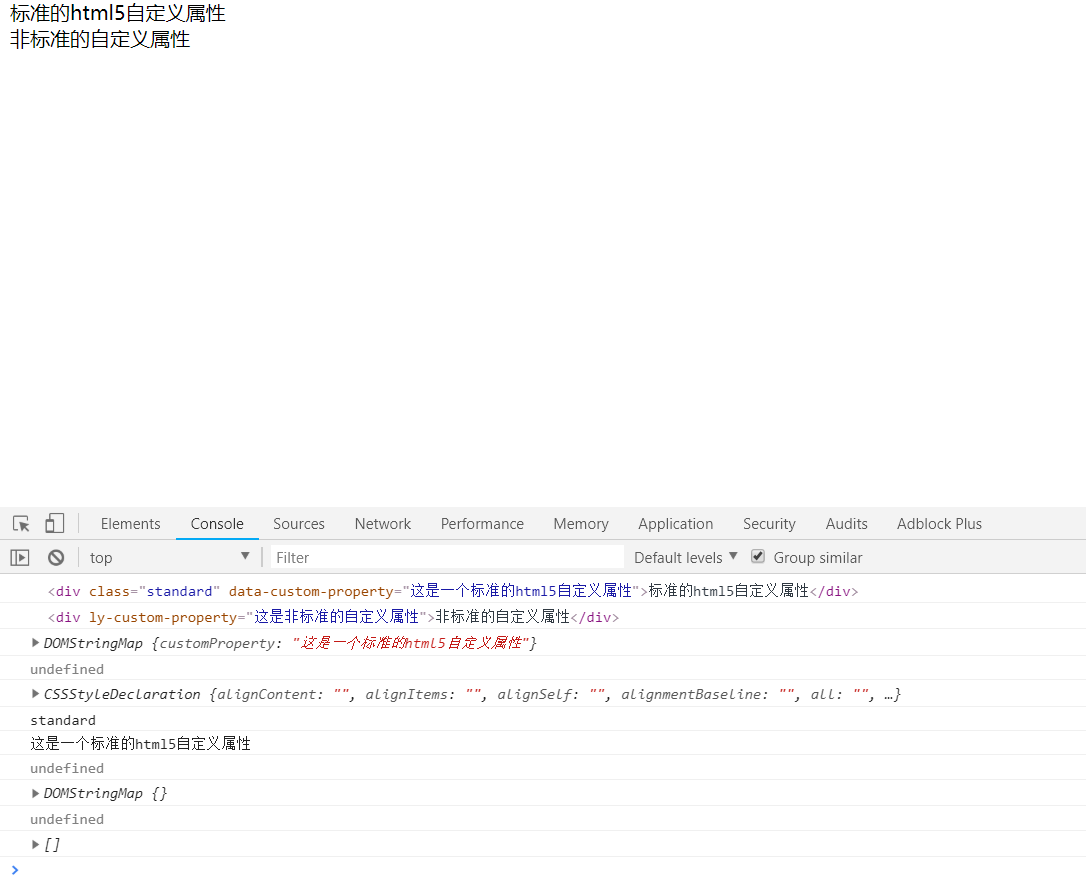 标准的html5自定义属性
非标准的自定义属性
Elements Console Sources Network Performance Memory Application Security Audits Adblock Plus
top Filter Default levels Group similar
<div class="standard" data-custom-property="这是一个标准的html5自定义属性">标准的html5自定义属性</div>
<div ly-custom-property="这是非标准的自定义属性">非标准的自定义属性</div>
DOMStringMap {customProperty: "这是一个标准的html5自定义属性"}
undefined
CSSStyleDeclaration {alignContent: "", alignItems: "", alignSelf: "", alignmentBaseline: "", all: "", …}
standard
这是一个标准的html5自定义属性
undefined
DOMStringMap {}
undefined
[]